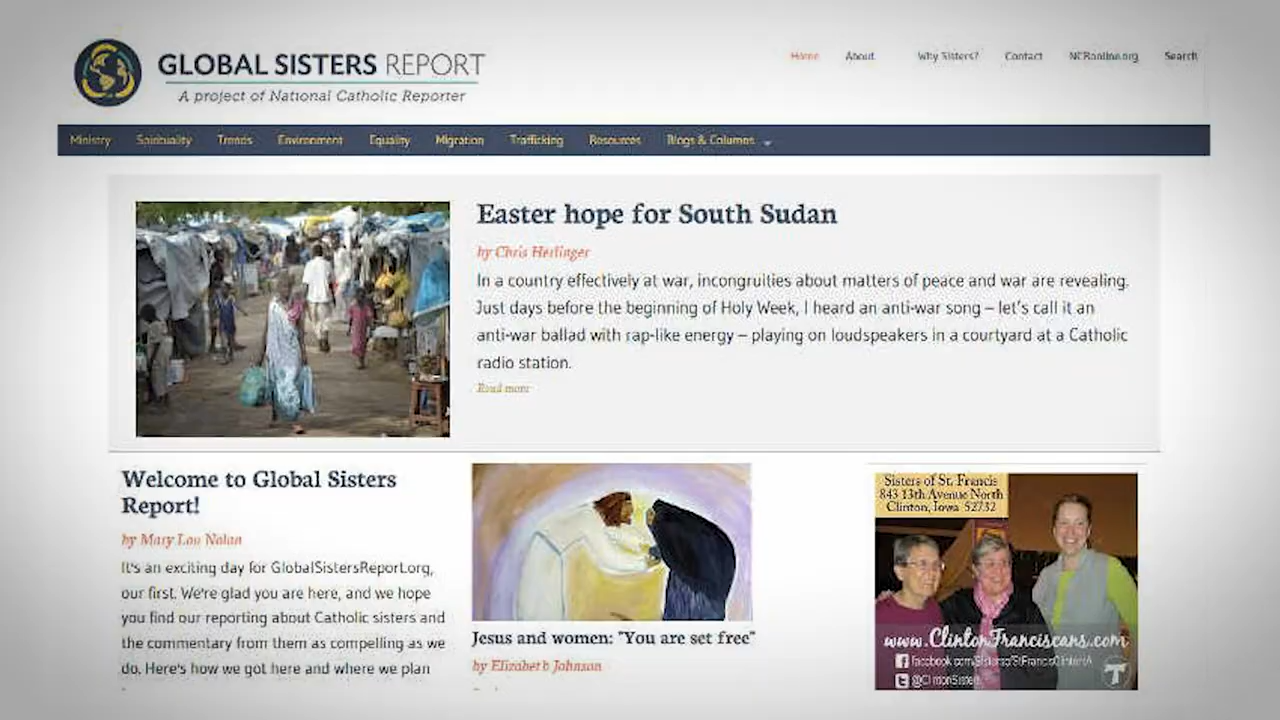 GLOBAL SISTERS REPORT
A project of National Catholic Reporter
Home About Why Sisters? Contact NCRonline.org Search
Ministry Spirituality Trends Environment Equality Migration Trafficking Resources Blogs & Columns
Easter hope for South Sudan
by Chris Herlinger
In a country effectively at war, incongruities about matters of peace and war are revealing.
Just days before the beginning of Holy Week, I heard an anti-war song – let's call it an
anti-war ballad with rap-like energy – playing on loudspeakers in a courtyard at a Catholic
radio station.
Read more
Welcome to Global Sisters
Report!
by Mary Lou Nolan
It's an exciting day for GlobalSistersReport.org,
our first. We're glad you are here, and we hope
you find our reporting about Catholic sisters and
the commentary from them as compelling as we
do. Here's how we got here and where we plan
Jesus and women: "You are set free"
by Elizabeth Johnson
Sisters of St. Francis
843 13th Avenue North
Clinton, Iowa 52732
www.ClintonFranciscans.com
facebook.com/SistersofStFrancisClintonIA
@ClintonSisters